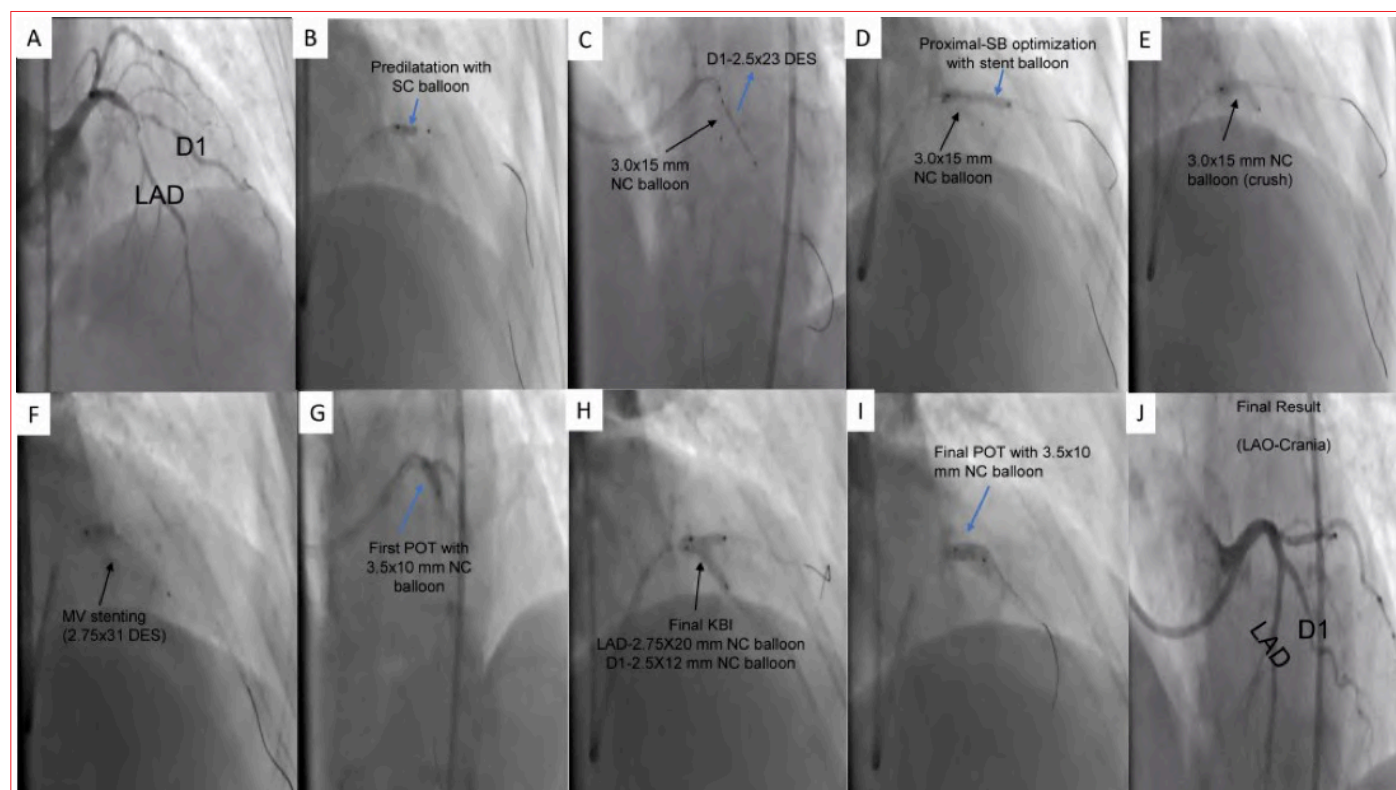 A
D1
LAD
B
Predilatation with
SC balloon
C
D1-2.5x23 DES
3.0x15 mm
NC balloon
D
Proximal-SB optimization
with stent balloon
3.0x15 mm
NC balloon
E
3.0x15 mm NC
balloon (crush)
F
MV stenting
(2.75x31 DES)
G
First POT with
3.5x10 mm NC
balloon
H
Final KBI
LAD-2.75X20 mm NC balloon
D1-2.5X12 mm NC balloon
I
Final POT with 3.5x10
mm NC balloon
J
Final Result
(LAO-Crania)
LAD
D1